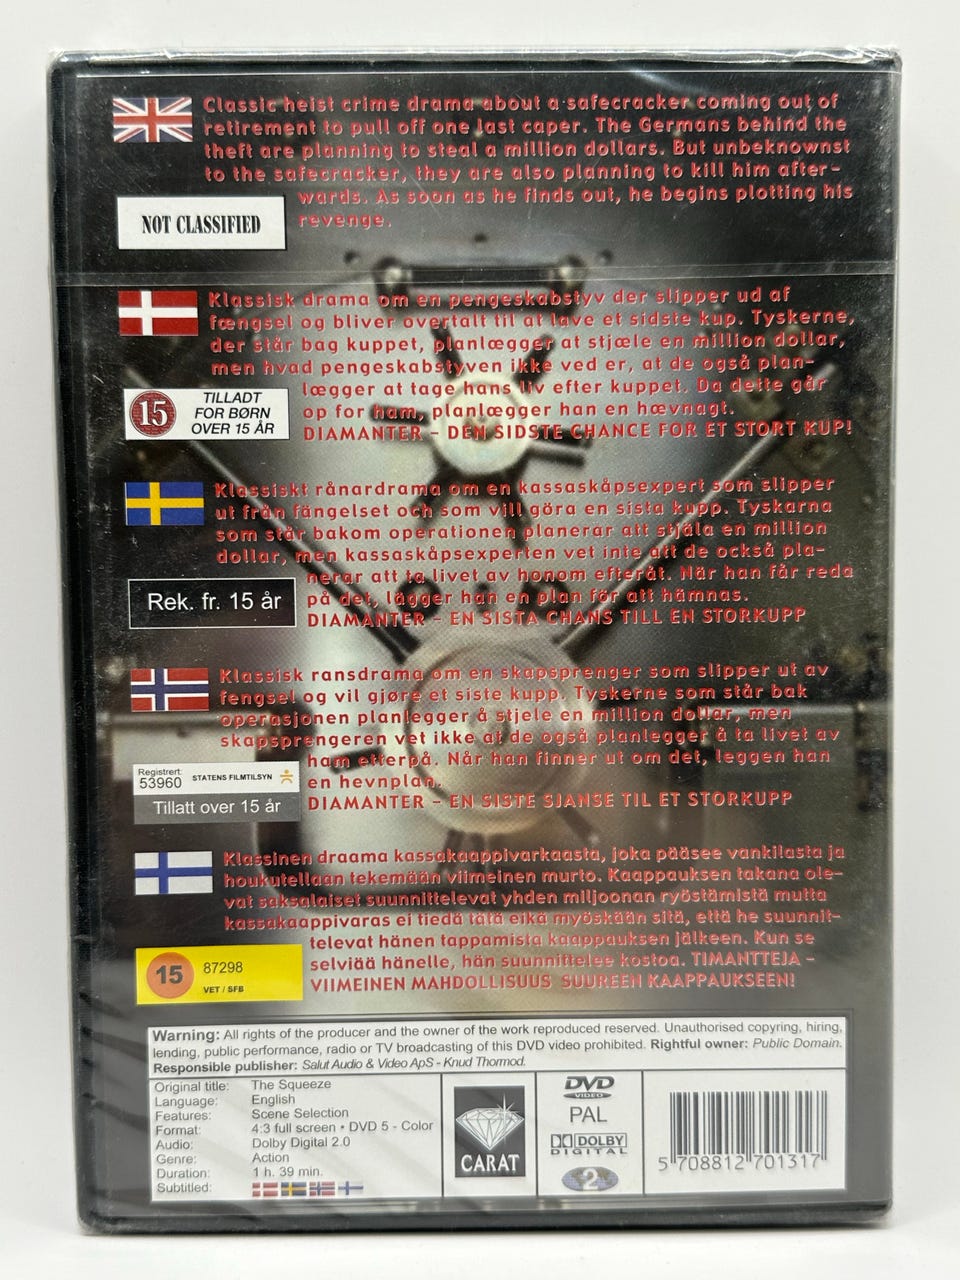 Classic heist crime drama about a safecracker coming out of
retirement to pull off one last caper. The Germans behind the
theft are planning to steal a million dollars. But unbeknownst
to the safecracker, they are also planning to kill him after-
wards. As soon as he finds out, he begins plotting his
revenge.
NOT CLASSIFIED
Klassisk drama om en pengeskabstyv der slipper ud af
fængsel og bliver overtalt til at lave et sidste kup. Tyskerne,
der står bag kuppet, planlægger at stjæle en million dollar,
men hvad pengeskabstyven ikke ved er, at de også plan-
lægger at tage hans liv efter kuppet. Da dette går
op for ham, planlægger han en hævnagt.
DIAMANTER – DEN SIDSTE CHANCE FOR ET STORT KUP!
15
TILLADT
FOR BØRN
OVER 15 ÅR
Klassiskt rånardrama om en kassaskåpsexpert som slipper
ut från fängelset och som vill göra en sista kupp. Tyskarna
som står bakom operationen planerar att stjäla en million
dollar, men kassaskåpsexperten vet inte att de också pla-
nerar att ta livet av honom efteråt. När han får reda
på det, lägger han en plan för att hämnas.
DIAMANTER – EN SISTA CHANS TILL EN STORKUPP
Rek. fr. 15 år
Klassisk ransdrama om en skapsprenger som slipper ut av
fengsel og vil gjøre et siste kupp. Tyskerne som står bak
operasjonen planlegger å stjele en million dollar, men
skapsprengeren vet ikke at de også planlegger å ta livet av
ham etterpå. Når han finner ut om det, leggen han
en hevnplan.
DIAMANTER – EN SISTE SJANSE TIL ET STORKUPP
Registrert:
53960 STATENS FILMTILSYN
Tillatt over 15 år
Klassinen draama kassakaappivarkaasta, joka pääsee vankilasta ja
houkutellaan tekemään viimeinen murto. Kaappauksen takana ole-
vat saksalaiset suunnittelevat yhden miljoonan ryöstämistä mutta
kassakaappivaras ei tiedä tätä eikä myöskään sitä, että he suunnit-
televat hänen tappamista kaappauksen jälkeen. Kun se
selviää hänelle, hän suunnittelee kostoa. TIMANTTEJA –
VIIMEINEN MAHDOLLISUUS SUUREEN KAAPPAUKSEEN!
15
87298
VET / SFB
Warning: All rights of the producer and the owner of the work reproduced reserved. Unauthorised copying, hiring,
lending, public performance, radio or TV broadcasting of this DVD video prohibited. Rightful owner: Public Domain.
Responsible publisher: Salut Audio & Video ApS - Knud Thormod.
Original title: The Squeeze
Language: English
Features: Scene Selection
Format: 4:3 full screen • DVD 5 - Color
Audio: Dolby Digital 2.0
Genre: Action
Duration: 1 h. 39 min.
Subtitled:
CARAT
DVD
VIDEO
PAL
DOLBY
DIGITAL
2
5 708812 701317